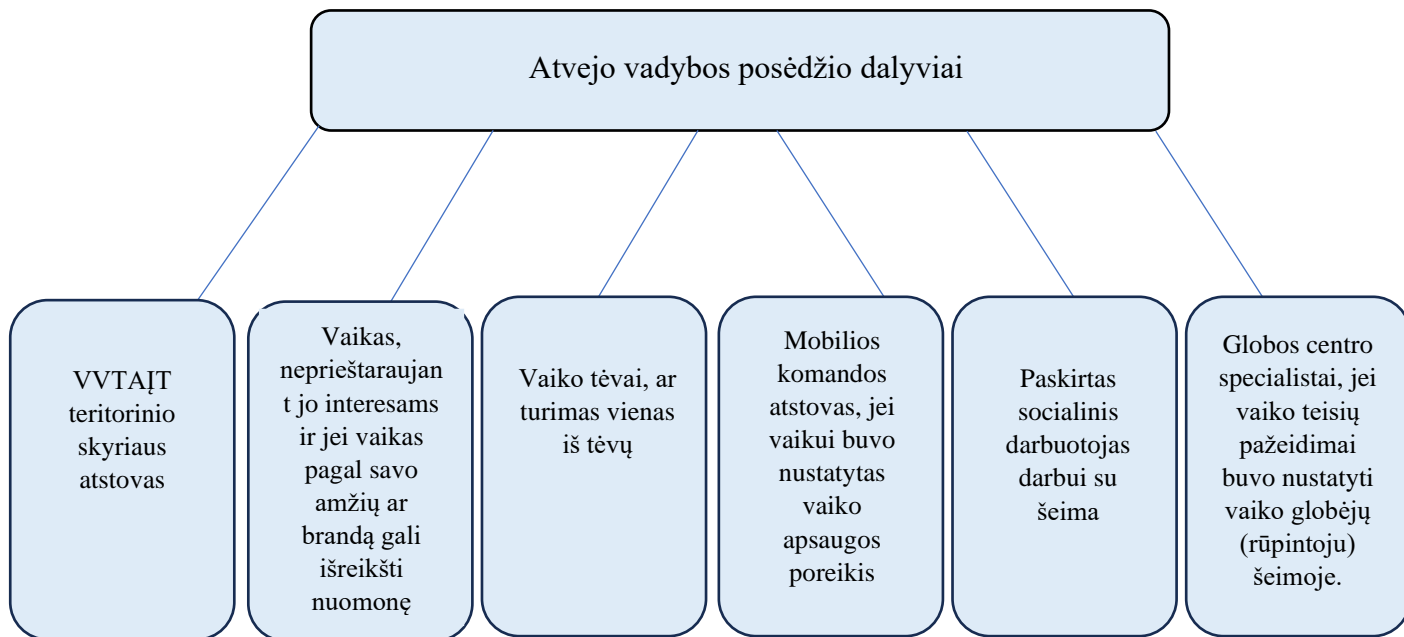 Atvejo vadybos posėdžio dalyviai
VVTAĮT
teritorinio
skyriaus
atstovas
Vaikas,
neprieštaraujan
t jo interesams
ir jei vaikas
pagal savo
amžių ar
brandą gali
išreikšti
nuomonę
Vaiko tėvai, ar
turimas vienas
iš tėvų
Mobilios
komandos
atstovas, jei
vaikui buvo
nustatytas
vaiko
apsaugos
poreikis
Paskirtas
socialinis
darbuotojas
darbui su
šeima
Globos centro
specialistai, jei
vaiko teisių
pažeidimai
buvo nustatyti
vaiko globėjų
(rūpintoju)
šeimoje.